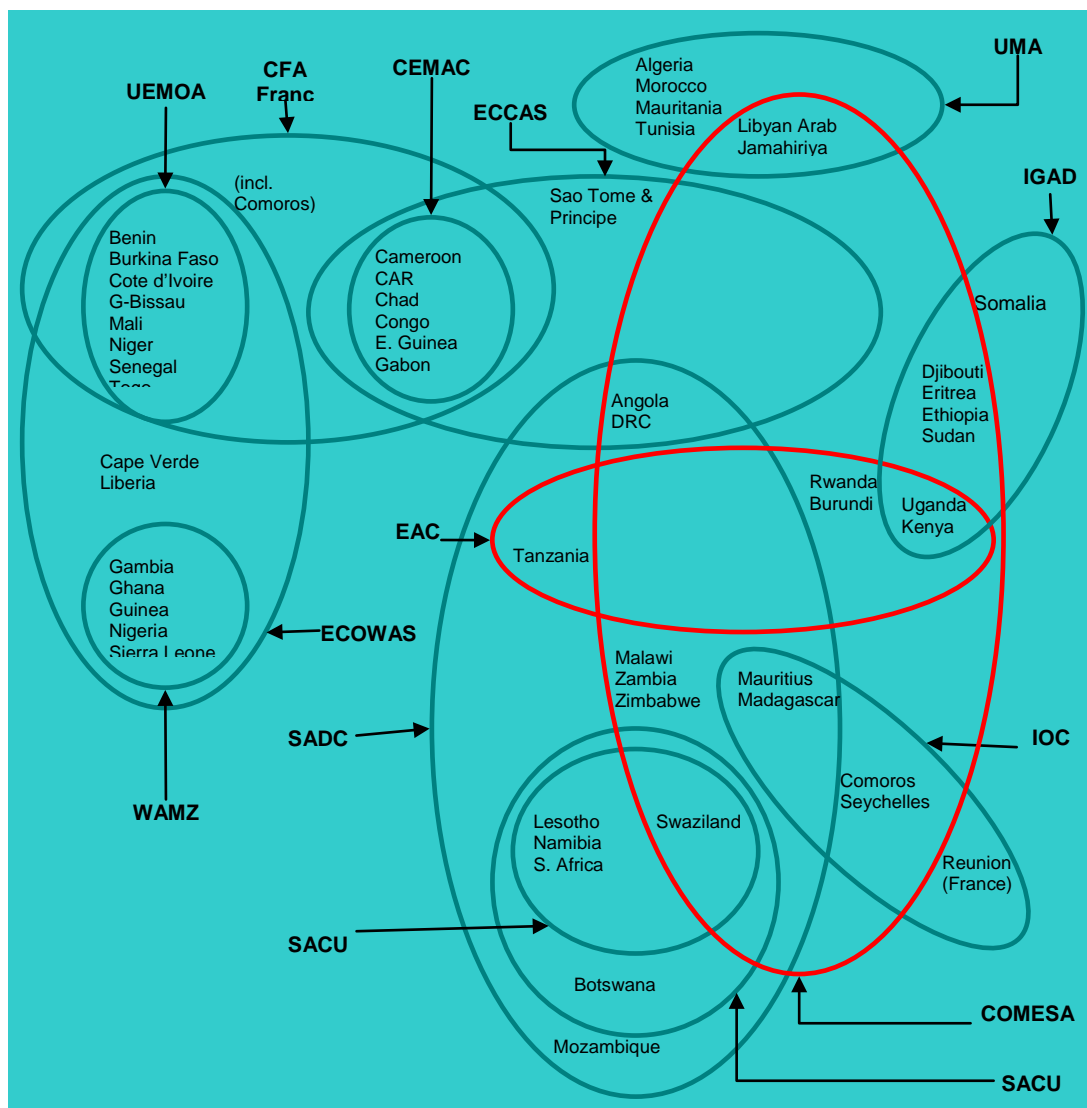 UMA
CFA
Franc
CEMAC
UEMOA
ECCAS
Algeria
Morocco
Mauritania
Tunisia
Libyan Arab
Jamahiriya
IGAD
(incl.
Comoros)
Sao Tome &
Principe
Benin
Burkina Faso
Cote d'Ivoire
G-Bissau
Mali
Niger
Senegal
Togo
Cameroon
CAR
Chad
Congo
E. Guinea
Gabon
Somalia
Djibouti
Eritrea
Ethiopia
Sudan
Angola
DRC
Cape Verde
Liberia
Rwanda
Burundi
Uganda
Kenya
EAC
Tanzania
Gambia
Ghana
Guinea
Nigeria
Sierra Leone
ECOWAS
Malawi
Zambia
Zimbabwe
Mauritius
Madagascar
SADC
IOC
WAMZ
Comoros
Seychelles
Lesotho
Namibia
S. Africa
Swaziland
Reunion
(France)
SACU
Botswana
COMESA
Mozambique
SACU